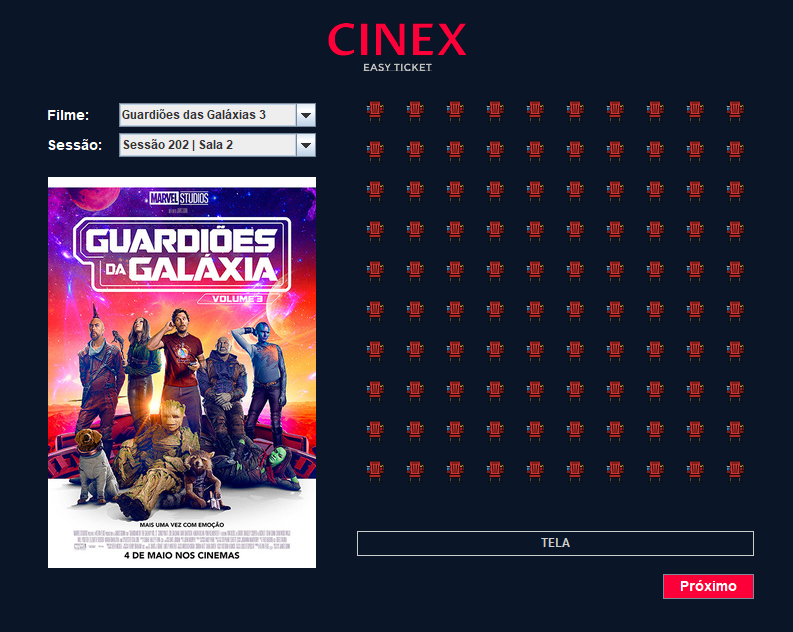 CINEX
EASY TICKET
Filme:
Guardiões das Galáxias 3
Sessão:
Sessão 202 | Sala 2
MARVEL STUDIOS
GUARDIÕES
DA GALÁXIA
VOLUME 3
MAIS UMA VEZ COM EMOÇÃO
4 DE MAIO NOS CINEMAS
TELA
Próximo